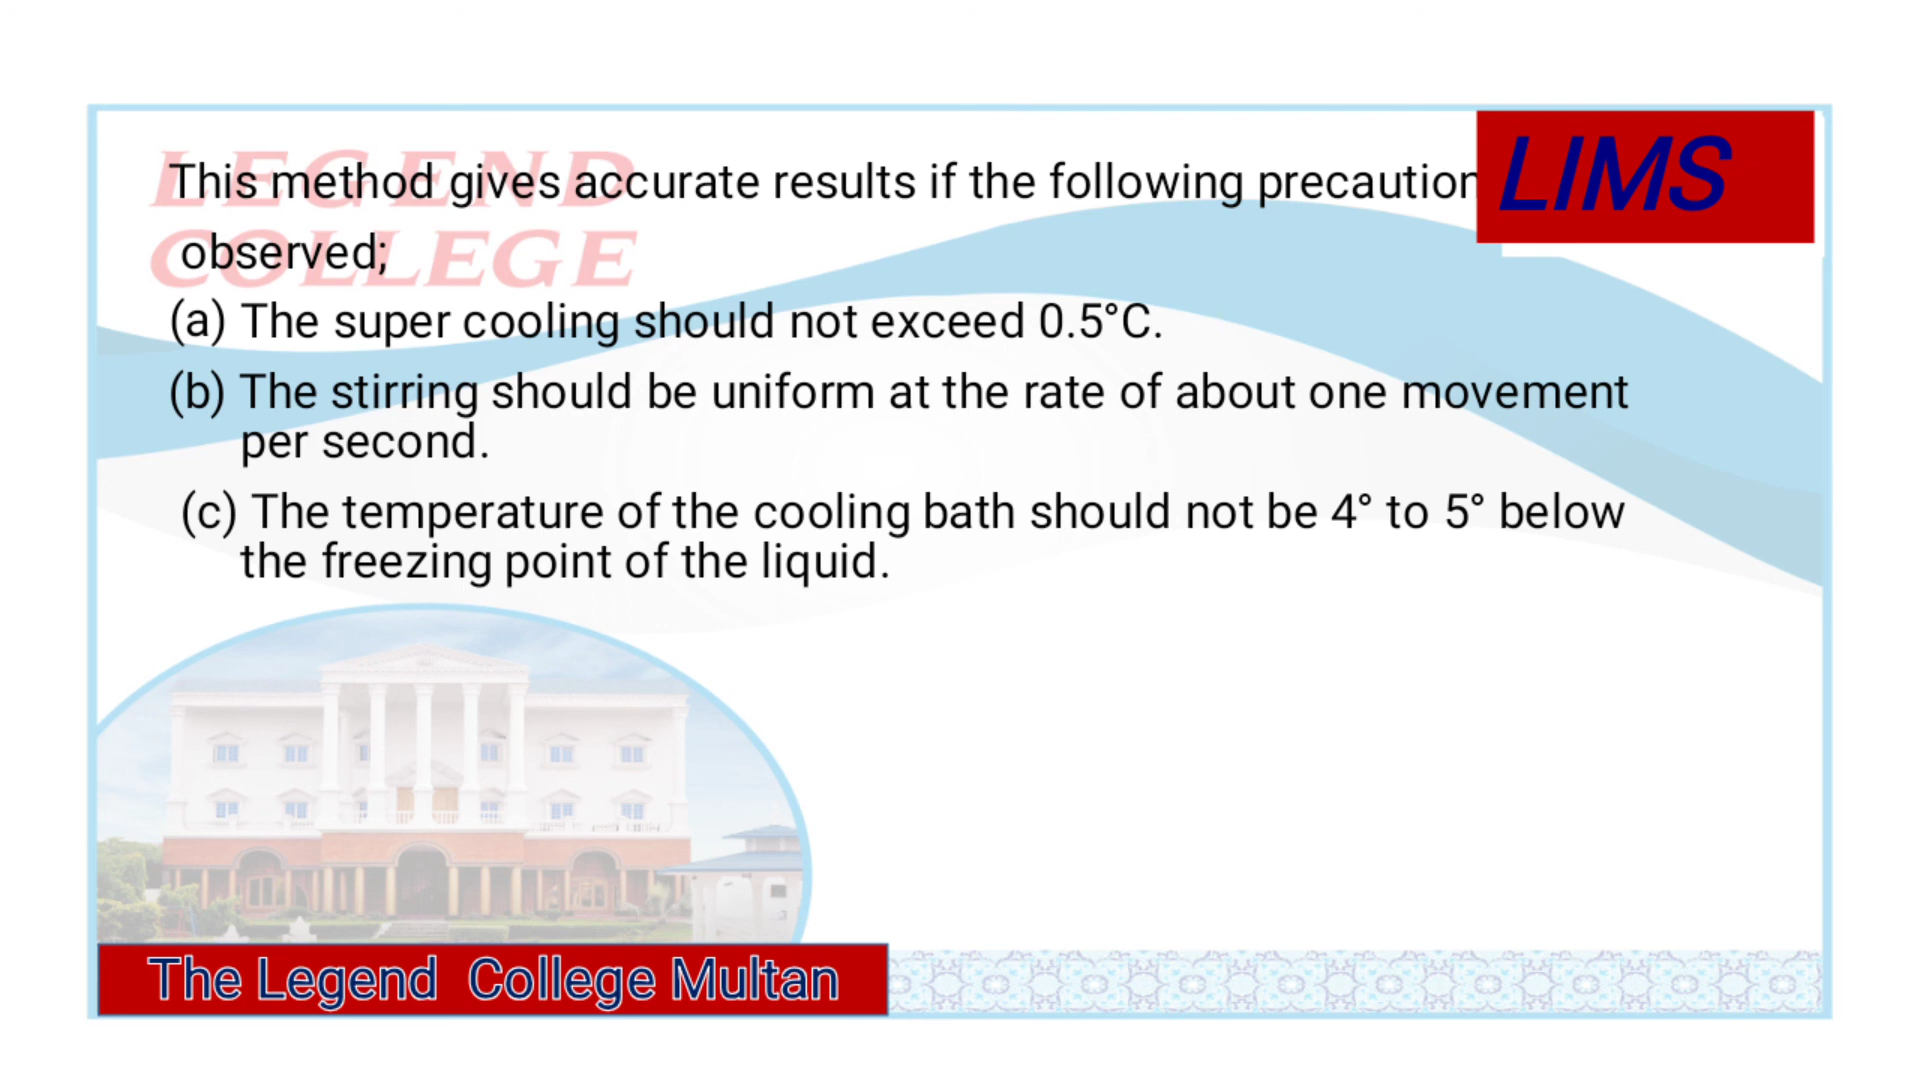 LEGEND
COLLEGE
LIMS
This method gives accurate results if the following precaution
observed;
(a) The super cooling should not exceed 0.5°C.
(b) The stirring should be uniform at the rate of about one movement
per second.
(c) The temperature of the cooling bath should not be 4° to 5° below
the freezing point of the liquid.
The Legend College Multan